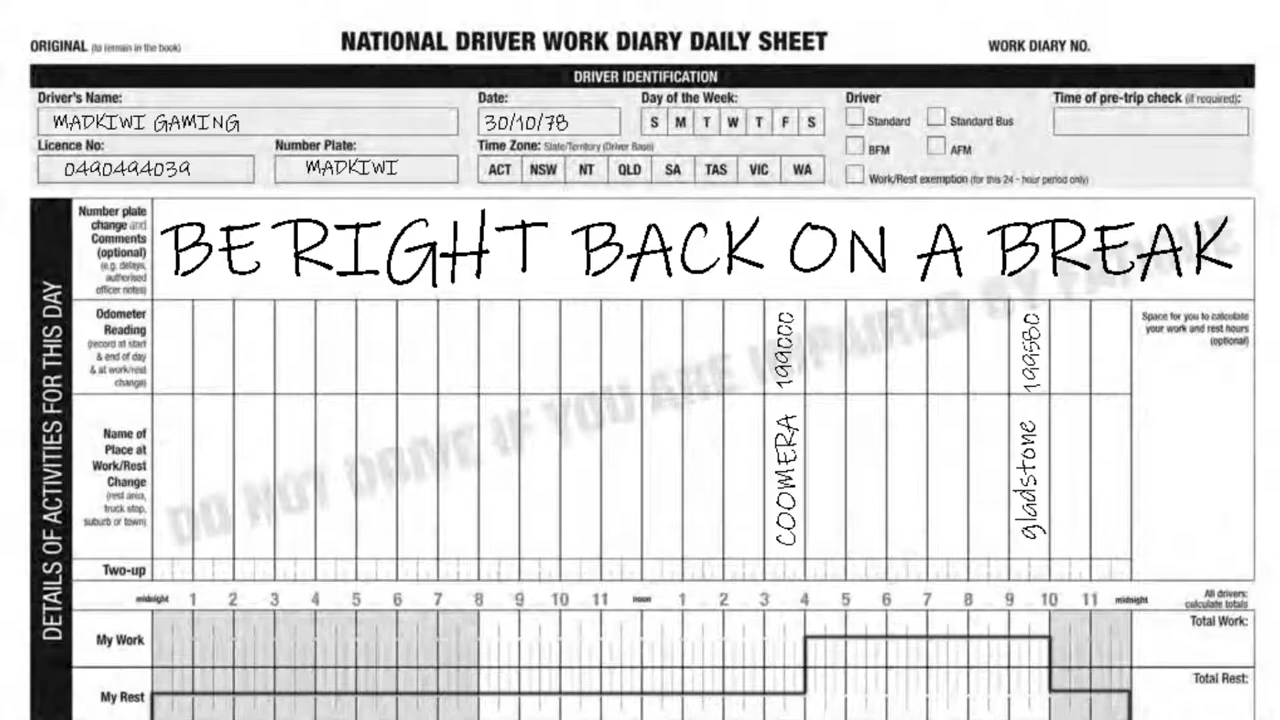 ORIGINAL (to remain in the book) NATIONAL DRIVER WORK DIARY DAILY SHEET WORK DIARY NO.
DRIVER IDENTIFICATION
Driver's Name: Date: Day of the Week: Driver Time of pre-trip check (if required):
MADKIWI GAMING 30/10/78 S M T W T F S Standard Standard Bus
Licence No: Number Plate: Time Zone: State/Territory (Driver Base) BFM AFM
0490494039 MADKIWI ACT NSW NT QLD SA TAS VIC WA Work/Rest exemption (for this 24 - hour period only)
DETAILS OF ACTIVITIES FOR THIS DAY
Number plate
change and
Comments
(optional)
(e.g. delays,
authorised
officer notes)
BE RIGHT BACK ON A BREAK
DO NOT DRIVE IF YOU ARE IMPAIRED BY FATIGUE
Odometer
Reading
(record at start
& end of day
& at work/rest
change)
199000
199580
Space for you to calculate
your work and rest hours
(optional)
Name of
Place at
Work/Rest
Change
(rest area,
truck stop,
suburb or town)
COOMERA
gladstone
Two-up
midnight 1 2 3 4 5 6 7 8 9 10 11 noon 1 2 3 4 5 6 7 8 9 10 11 midnight
All drivers:
calculate totals
My Work Total Work:
My Rest Total Rest: